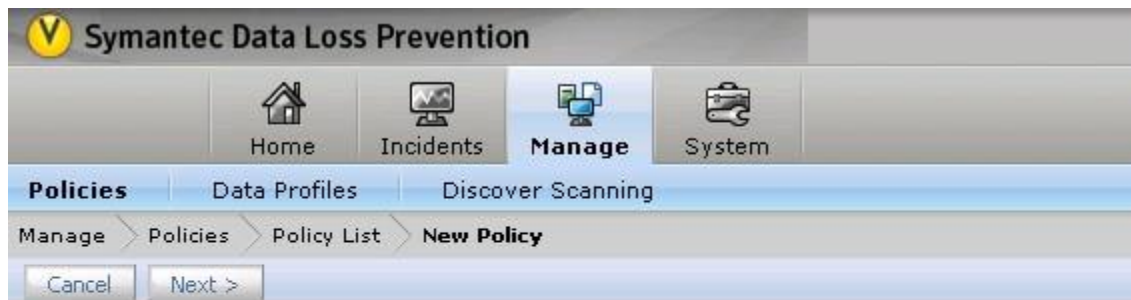 Symantec Data Loss Prevention
Home Incidents Manage System
Policies Data Profiles Discover Scanning
Manage Policies Policy List New Policy
Cancel Next >